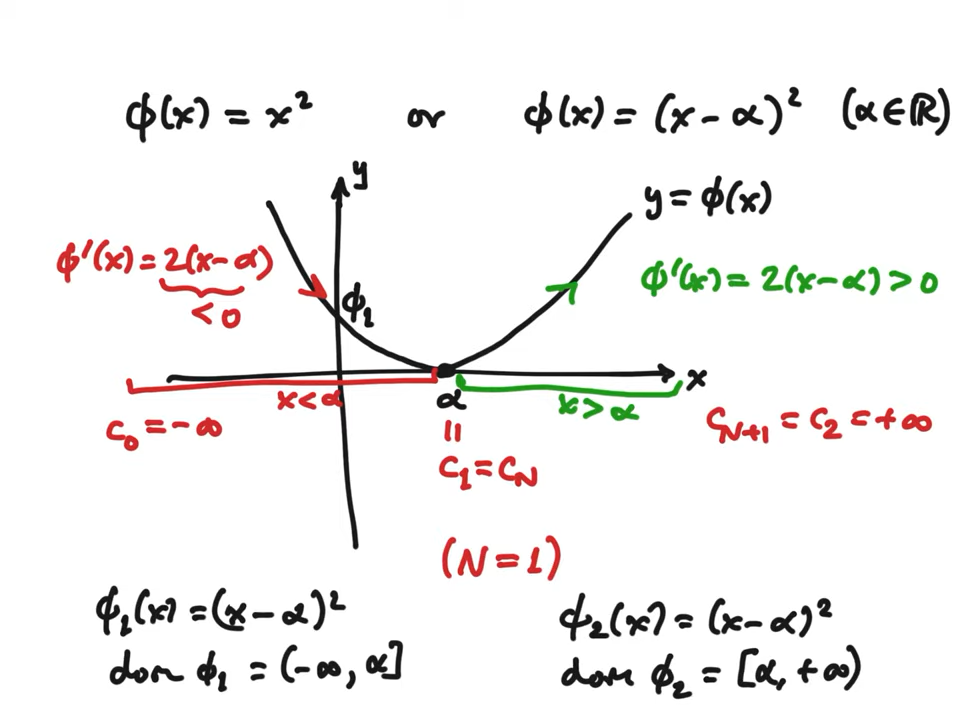 ϕ(x) = x² or ϕ(x) = (x-α)² (α∈ℝ)
y
y = ϕ(x)
ϕ'(x) = 2(x-α)
< 0
ϕ₁
ϕ'(x) = 2(x-α) > 0
x
x<α
α
x>α
c₀ = -∞
=
c₁ = c_N
c_{N+1} = c₂ = +∞
(N = 1)
ϕ₁(x) = (x-α)²
ϕ₂(x) = (x-α)²
dom ϕ₁ = (-∞, α]
dom ϕ₂ = [α, +∞)